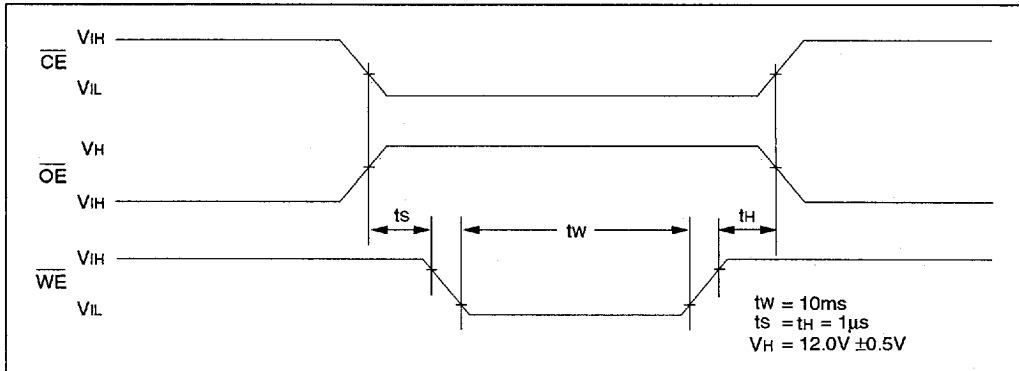 VIH
CE
VIL
VH
OE
VIH
ts
tw
tH
VIH
WE
VIL
tw = 10ms
ts = tH = 1µs
VH = 12.0V ±0.5V